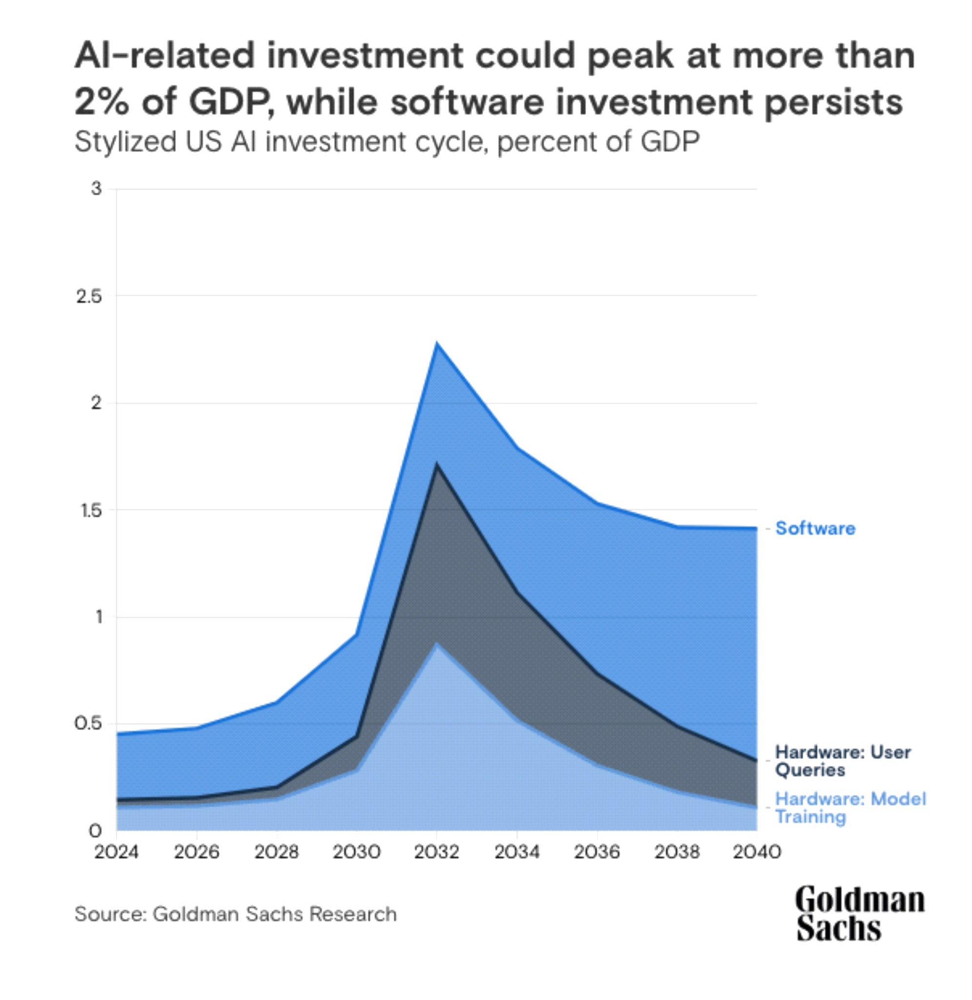 AI-related investment could peak at more than
2% of GDP, while software investment persists
Stylized US AI investment cycle, percent of GDP
3
2.5
2
1.5
1
0.5
0
Software
Hardware: User
Queries
Hardware: Model
Training
2024 2026 2028 2030 2032 2034 2036 2038 2040
Source: Goldman Sachs Research
Goldman
Sachs